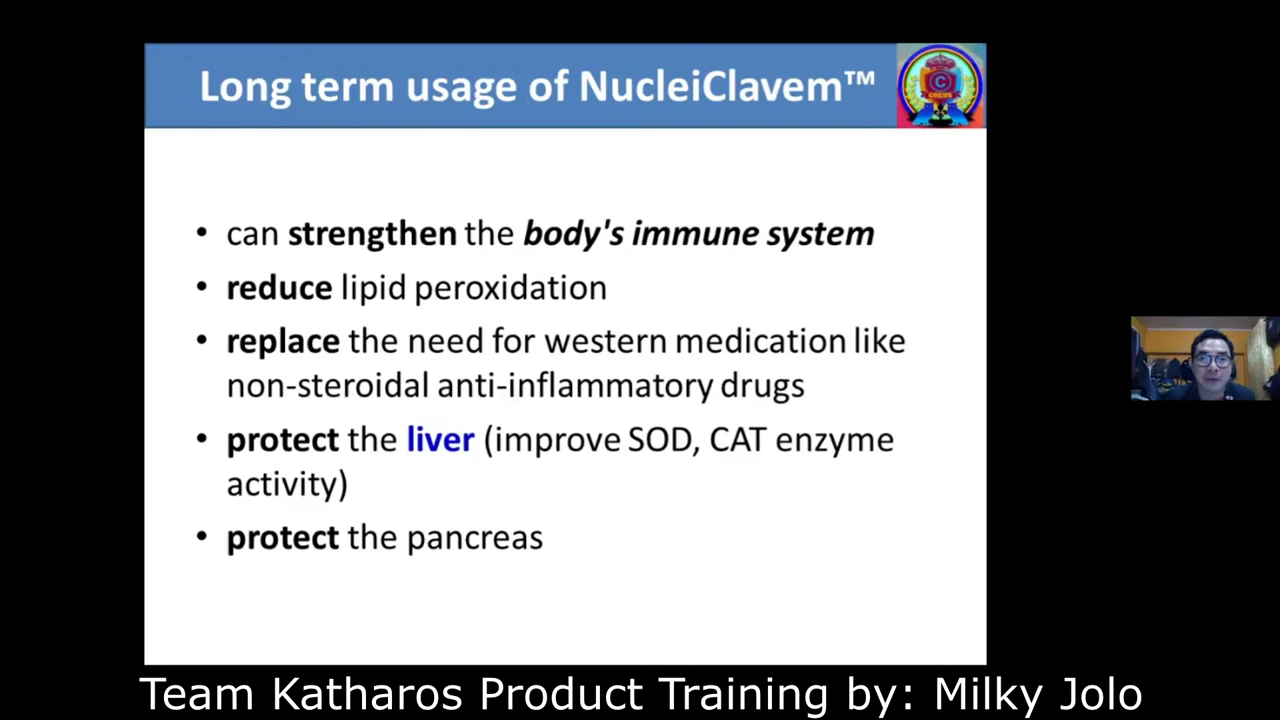 Long term usage of NucleiClavem™
C
• can strengthen the body's immune system
• reduce lipid peroxidation
• replace the need for western medication like
non-steroidal anti-inflammatory drugs
• protect the liver (improve SOD, CAT enzyme
activity)
• protect the pancreas
Team Katharos Product Training by: Milky Jolo